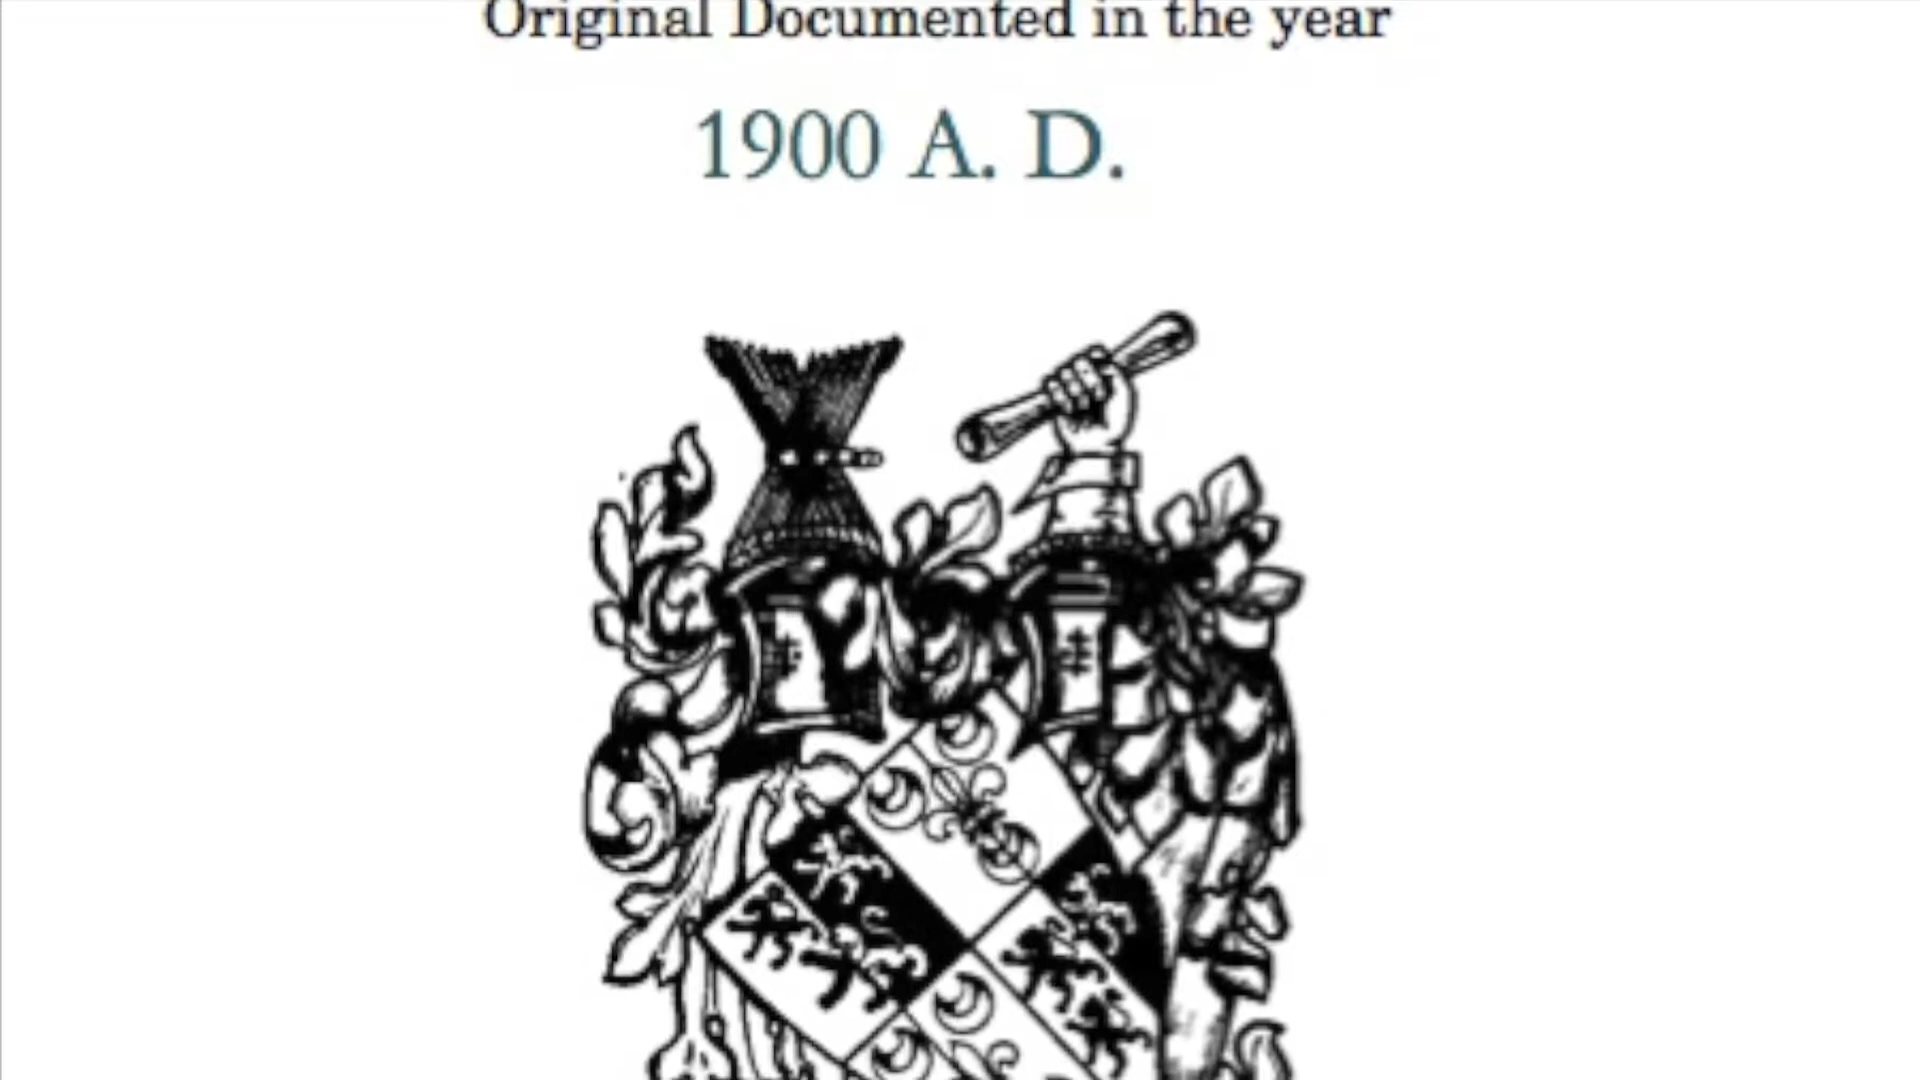 Original Documented in the year
1900 A. D.